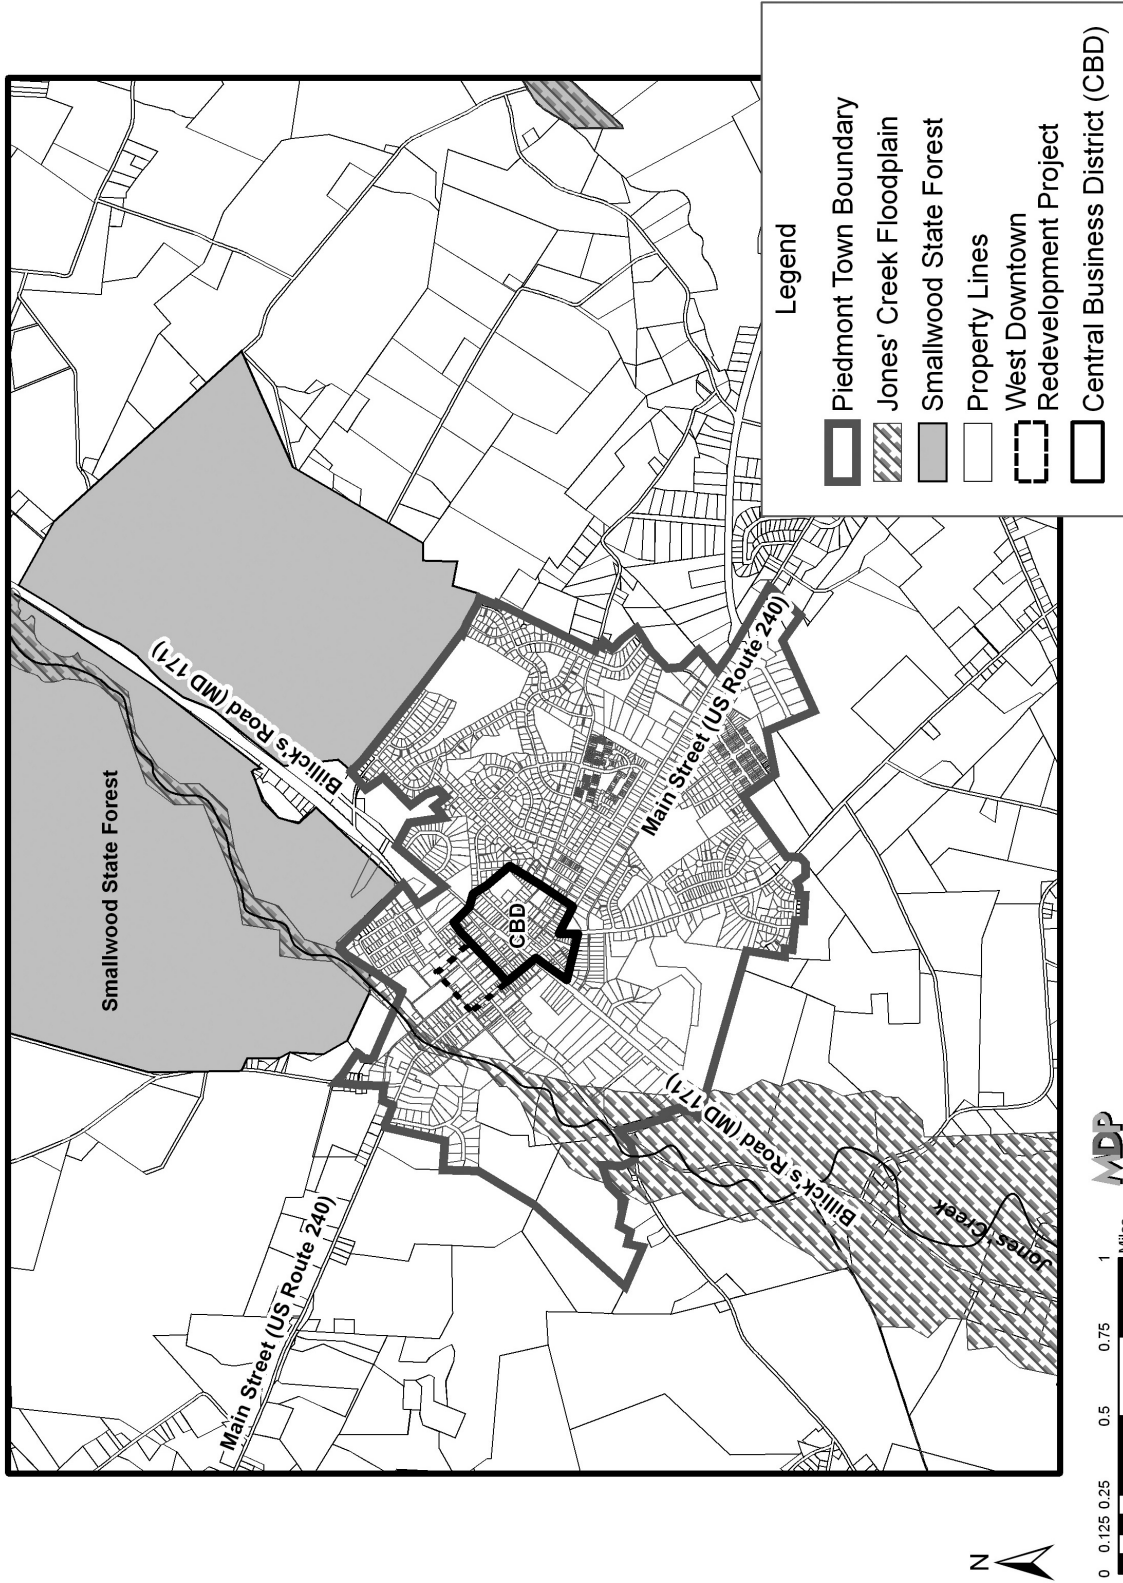 Smallwood State Forest
Billick's Road (MD 171)
Main Street (US Route 240)
CBD
Main Street (US Route 240)
Billick's Road (MD 171)
Jones' Creek
Legend
Piedmont Town Boundary
Jones' Creek Floodplain
Smallwood State Forest
Property Lines
West Downtown
Redevelopment Project
Central Business District (CBD)
N
0 0.125 0.25 0.5 0.75 1
Miles
MDP